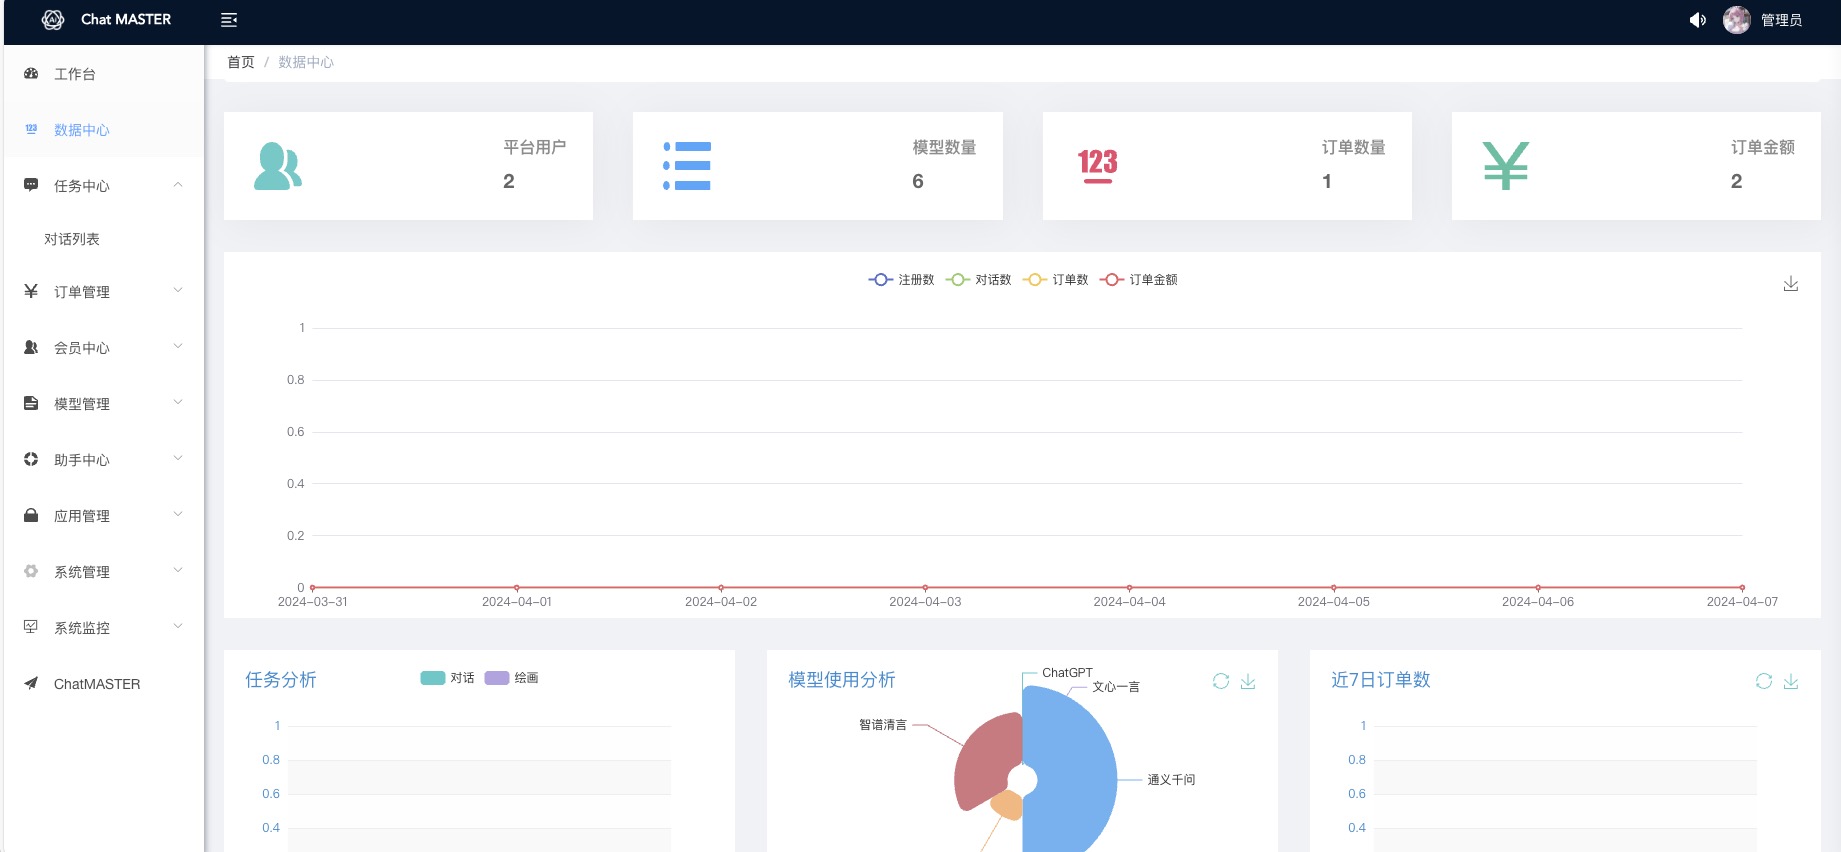 Chat MASTER
管理员
首页 / 数据中心
工作台
数据中心
任务中心
对话列表
订单管理
会员中心
模型管理
助手中心
应用管理
系统管理
系统监控
ChatMASTER
平台用户
2
模型数量
6
123
订单数量
1
¥
订单金额
2
注册数 对话数 订单数 订单金额
1
0.8
0.6
0.4
0.2
0
2024-03-31 2024-04-01 2024-04-02 2024-04-03 2024-04-04 2024-04-05 2024-04-06 2024-04-07
任务分析
对话 绘画
1
0.8
0.6
0.4
模型使用分析
ChatGPT
文心一言
智谱清言
通义千问
近7日订单数
1
0.8
0.6
0.4